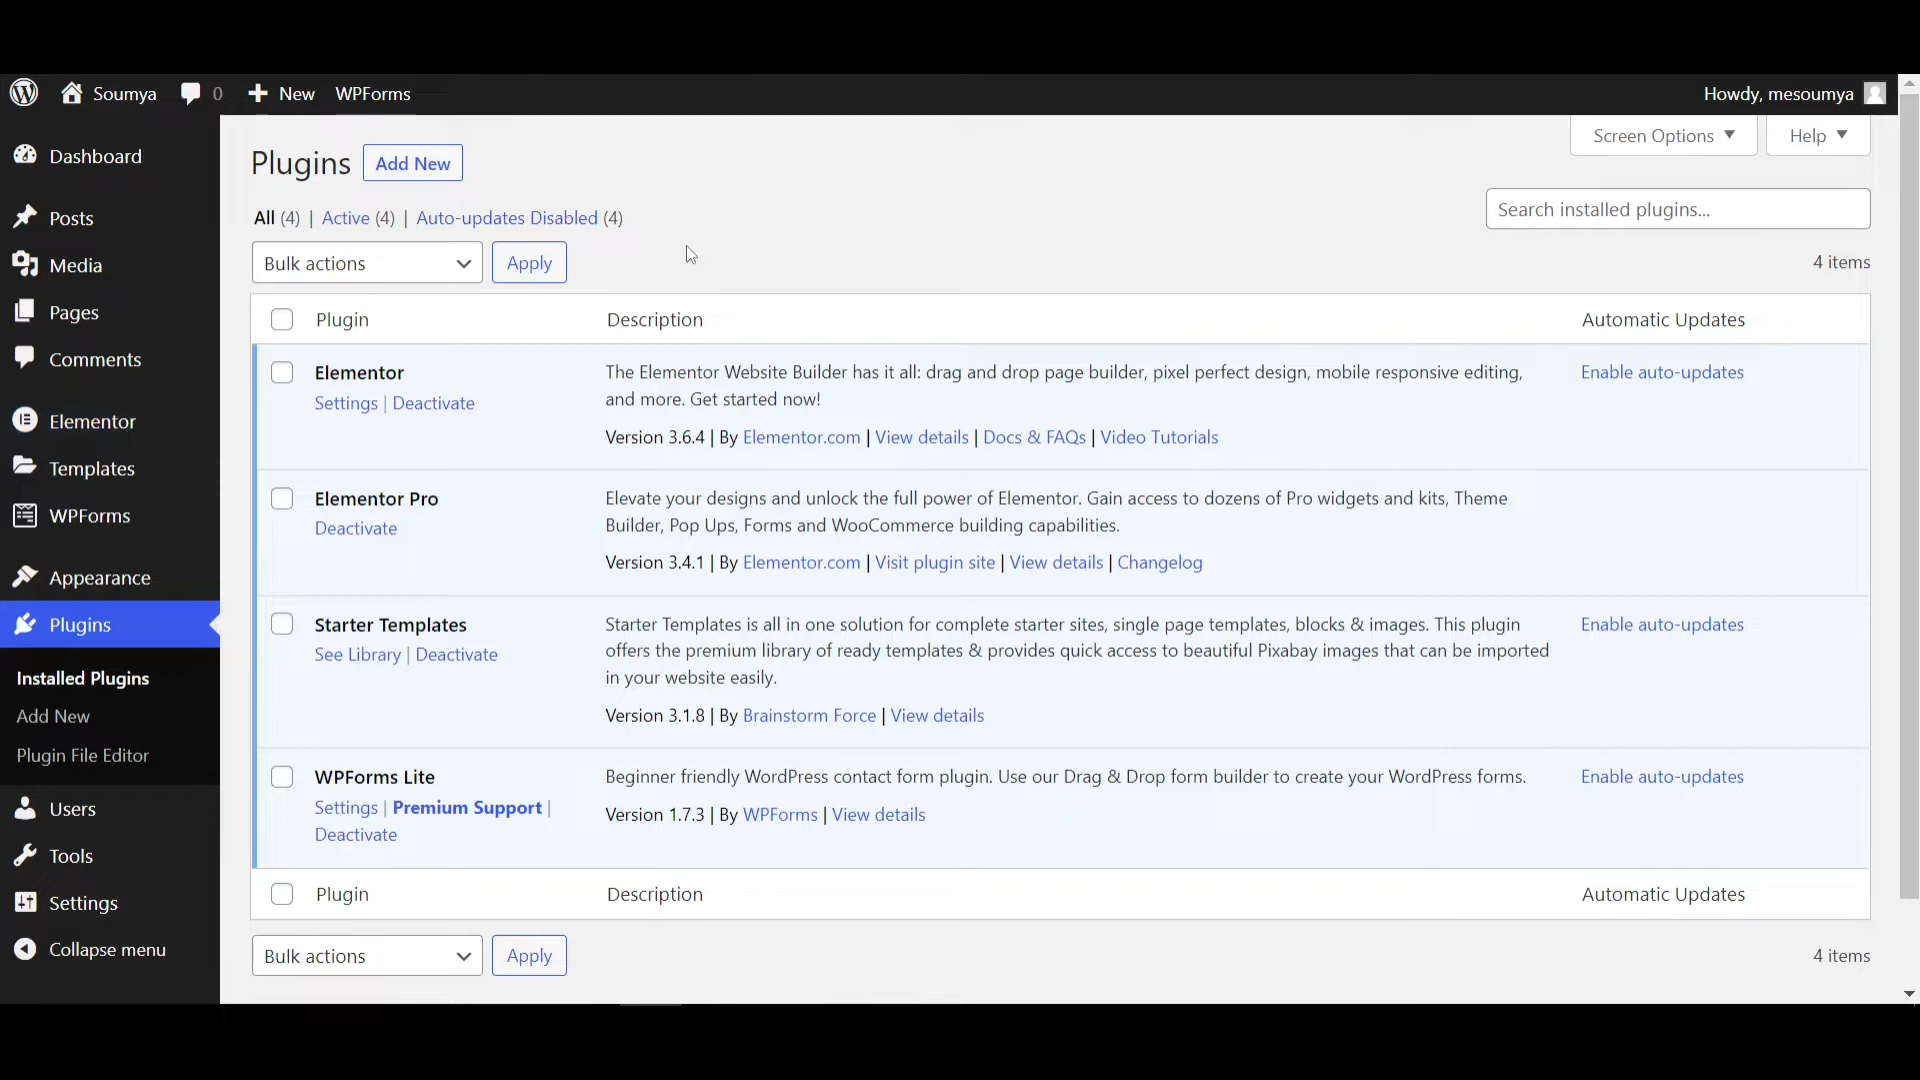 Soumya 0 New WPForms Howdy, mesoumya
Screen Options Help
Dashboard
Posts
Media
Pages
Comments
Elementor
Templates
WPForms
Appearance
Plugins
Installed Plugins
Add New
Plugin File Editor
Users
Tools
Settings
Collapse menu
Plugins Add New
All (4) | Active (4) | Auto-updates Disabled (4)
Search installed plugins...
Bulk actions Apply 4 items
Plugin Description Automatic Updates
Elementor
Settings | Deactivate
The Elementor Website Builder has it all: drag and drop page builder, pixel perfect design, mobile responsive editing,
and more. Get started now!
Version 3.6.4 | By Elementor.com | View details | Docs & FAQs | Video Tutorials
Enable auto-updates
Elementor Pro
Deactivate
Elevate your designs and unlock the full power of Elementor. Gain access to dozens of Pro widgets and kits, Theme
Builder, Pop Ups, Forms and WooCommerce building capabilities.
Version 3.4.1 | By Elementor.com | Visit plugin site | View details | Changelog
Starter Templates
See Library | Deactivate
Starter Templates is all in one solution for complete starter sites, single page templates, blocks & images. This plugin
offers the premium library of ready templates & provides quick access to beautiful Pixabay images that can be imported
in your website easily.
Version 3.1.8 | By Brainstorm Force | View details
Enable auto-updates
WPForms Lite
Settings | Premium Support |
Deactivate
Beginner friendly WordPress contact form plugin. Use our Drag & Drop form builder to create your WordPress forms.
Version 1.7.3 | By WPForms | View details
Enable auto-updates
Plugin Description Automatic Updates
Bulk actions Apply 4 items